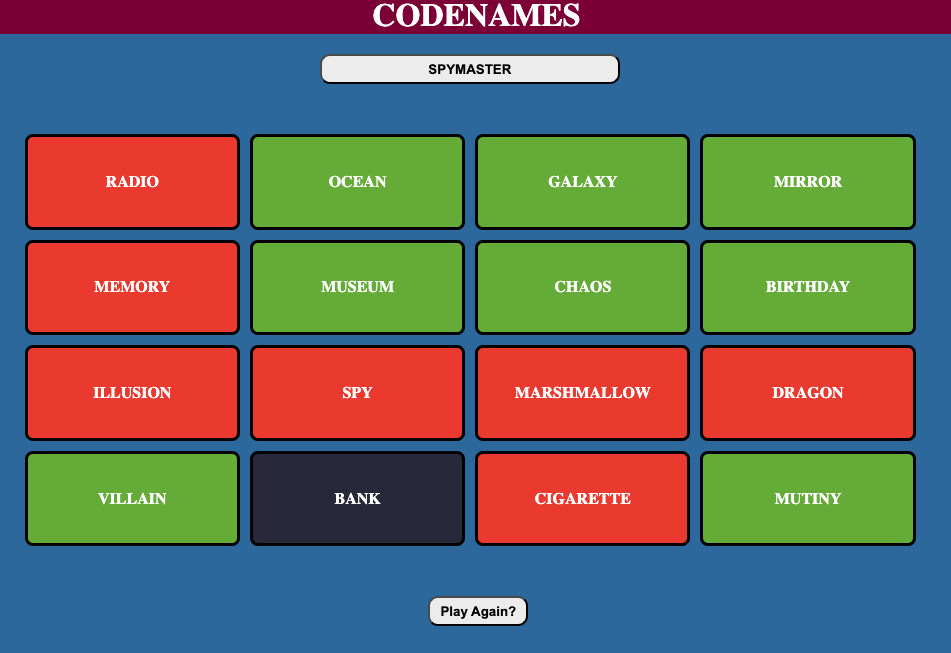 CODENAMES
SPYMASTER
RADIO
OCEAN
GALAXY
MIRROR
MEMORY
MUSEUM
CHAOS
BIRTHDAY
ILLUSION
SPY
MARSHMALLOW
DRAGON
VILLAIN
BANK
CIGARETTE
MUTINY
Play Again?